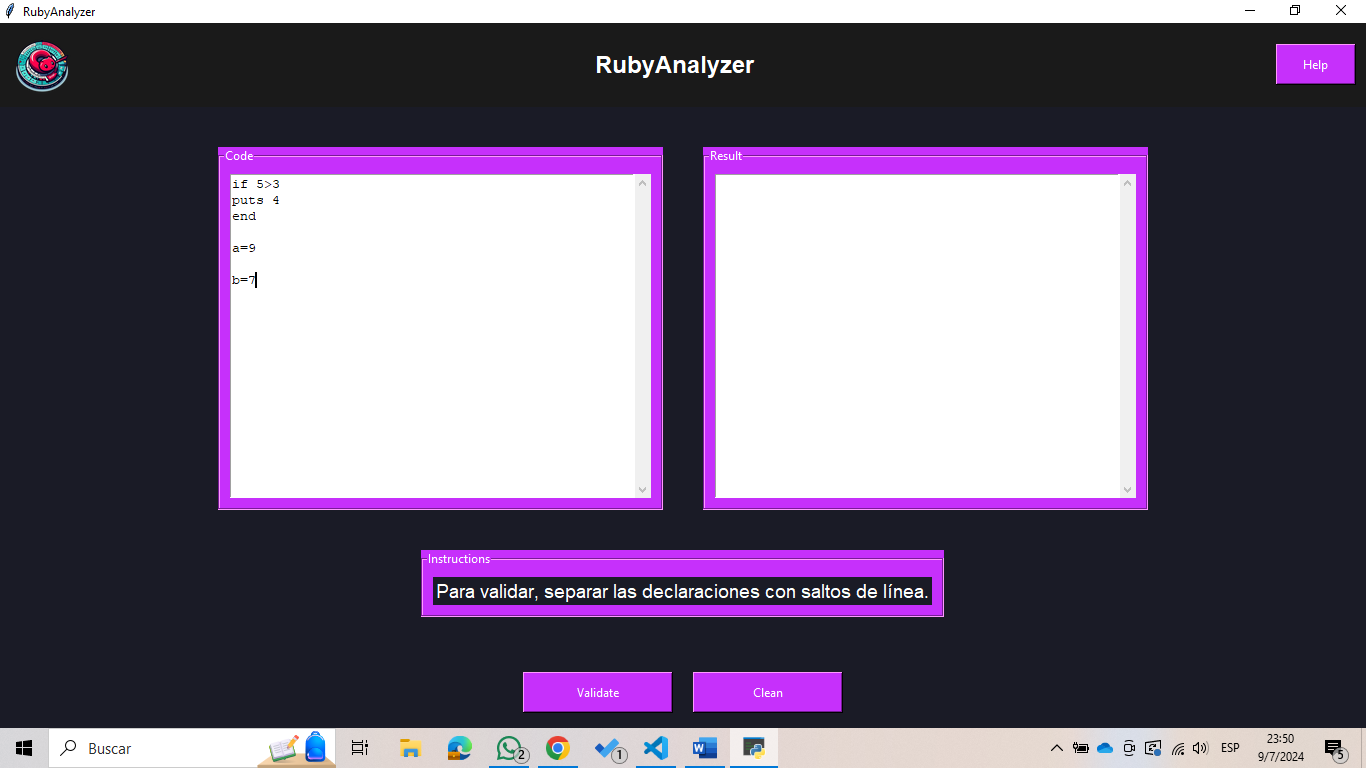 RubyAnalyzer
RubyAnalyzer
Help
Code
if 5>3
puts 4
end
a=9
b=7
Result
Instructions
Para validar, separar las declaraciones con saltos de línea.
Validate
Clean
Buscar
2
1
ESP
23:50
9/7/2024
5